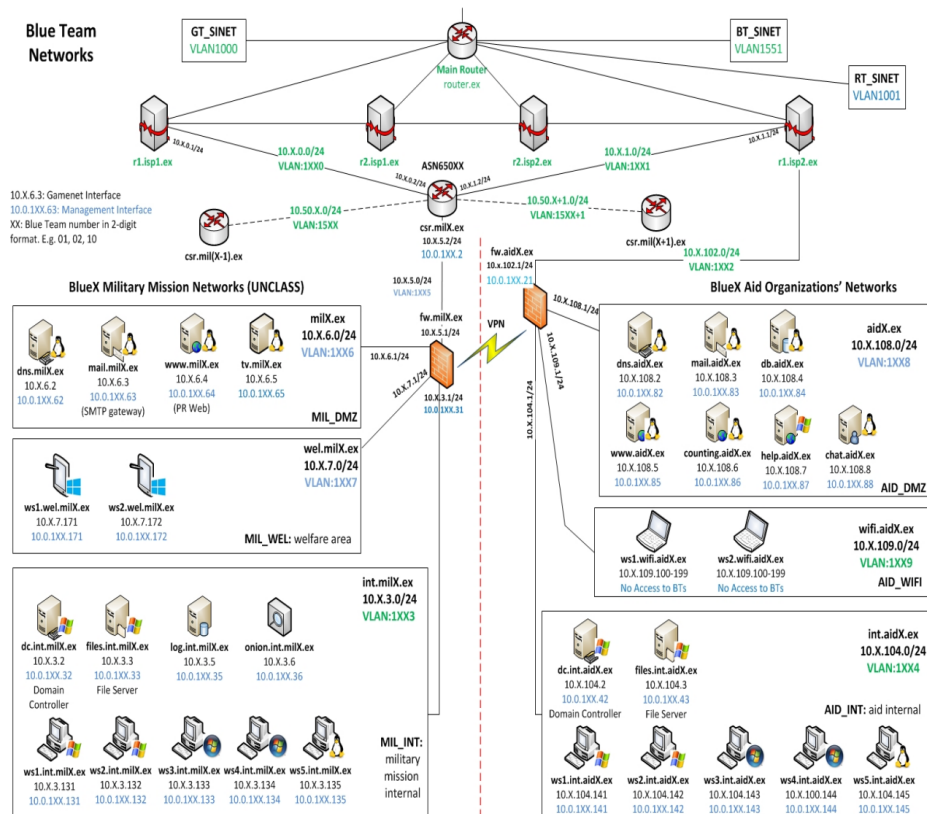 Blue Team
Networks
GT_SINET
VLAN1000
BT_SINET
VLAN1551
RT_SINET
VLAN1001
Main Router
router.ex
r1.isp1.ex
r2.isp1.ex
r2.isp2.ex
r1.isp2.ex
10.X.0.1/24
10.X.0.0/24
VLAN:1XX0
10.X.1.0/24
VLAN:1XX1
10.X.1.1/24
ASN650XX
10.X.0.2/24
10.X.1.2/24
10.X.6.3: Gamenet Interface
10.0.1XX.63: Management Interface
XX: Blue Team number in 2-digit
format. E.g. 01, 02, 10
csr.mil(X-1).ex
10.50.X.0/24
VLAN:15XX
csr.milX.ex
10.X.5.2/24
10.0.1XX.2
10.50.X+1.0/24
VLAN:15XX+1
csr.mil(X+1).ex
10.X.102.0/24
VLAN:1XX2
fw.aidX.ex
10.x.102.1/24
10.0.1XX.21
10.X.5.0/24
VLAN:1XX5
fw.milX.ex
10.X.5.1/24
VPN
10.X.6.1/24
10.X.7.1/24
10.X.3.1/24
10.0.1XX.31
10.X.108.1/24
10.X.109.1/24
10.X.104.1/24
BlueX Military Mission Networks (UNCLASS)
milX.ex
10.X.6.0/24
VLAN:1XX6
dns.milX.ex
10.X.6.2
10.0.1XX.62
mail.milX.ex
10.X.6.3
10.0.1XX.63
(SMTP gateway)
www.milX.ex
10.X.6.4
10.0.1XX.64
(PR Web)
tv.milX.ex
10.X.6.5
10.0.1XX.65
MIL_DMZ
wel.milX.ex
10.X.7.0/24
VLAN:1XX7
ws1.wel.milX.ex
10.X.7.171
10.0.1XX.171
ws2.wel.milX.ex
10.X.7.172
10.0.1XX.172
MIL_WEL: welfare area
int.milX.ex
10.X.3.0/24
VLAN:1XX3
dc.int.milX.ex
10.X.3.2
10.0.1XX.32
Domain
Controller
files.int.milX.ex
10.X.3.3
10.0.1XX.33
File Server
log.int.milX.ex
10.X.3.5
10.0.1XX.35
onion.int.milX.ex
10.X.3.6
10.0.1XX.36
ws1.int.milX.ex
10.X.3.131
10.0.1XX.131
ws2.int.milX.ex
10.X.3.132
10.0.1XX.132
ws3.int.milX.ex
10.X.3.133
10.0.1XX.133
ws4.int.milX.ex
10.X.3.134
10.0.1XX.134
ws5.int.milX.ex
10.X.3.135
10.0.1XX.135
MIL_INT:
military
mission
internal
BlueX Aid Organizations' Networks
aidX.ex
10.X.108.0/24
VLAN:1XX8
dns.aidX.ex
10.X.108.2
10.0.1XX.82
mail.aidX.ex
10.X.108.3
10.0.1XX.83
db.aidX.ex
10.X.108.4
10.0.1XX.84
www.aidX.ex
10.X.108.5
10.0.1XX.85
counting.aidX.ex
10.X.108.6
10.0.1XX.86
help.aidX.ex
10.X.108.7
10.0.1XX.87
chat.aidX.ex
10.X.108.8
10.0.1XX.88
AID_DMZ
wifi.aidX.ex
10.X.109.0/24
VLAN:1XX9
ws1.wifi.aidX.ex
10.X.109.100-199
No Access to BTs
ws2.wifi.aidX.ex
10.X.109.100-199
No Access to BTs
AID_WIFI
int.aidX.ex
10.X.104.0/24
VLAN:1XX4
dc.int.aidX.ex
10.X.104.2
10.0.1XX.42
Domain Controller
files.int.aidX.ex
10.X.104.3
10.0.1XX.43
File Server
AID_INT: aid internal
ws1.int.aidX.ex
10.X.104.141
10.0.1XX.141
ws2.int.aidX.ex
10.X.104.142
10.0.1XX.142
ws3.int.aidX.ex
10.X.104.143
10.0.1XX.143
ws4.int.aidX.ex
10.X.100.144
10.0.1XX.144
ws5.int.aidX.ex
10.X.104.145
10.0.1XX.145